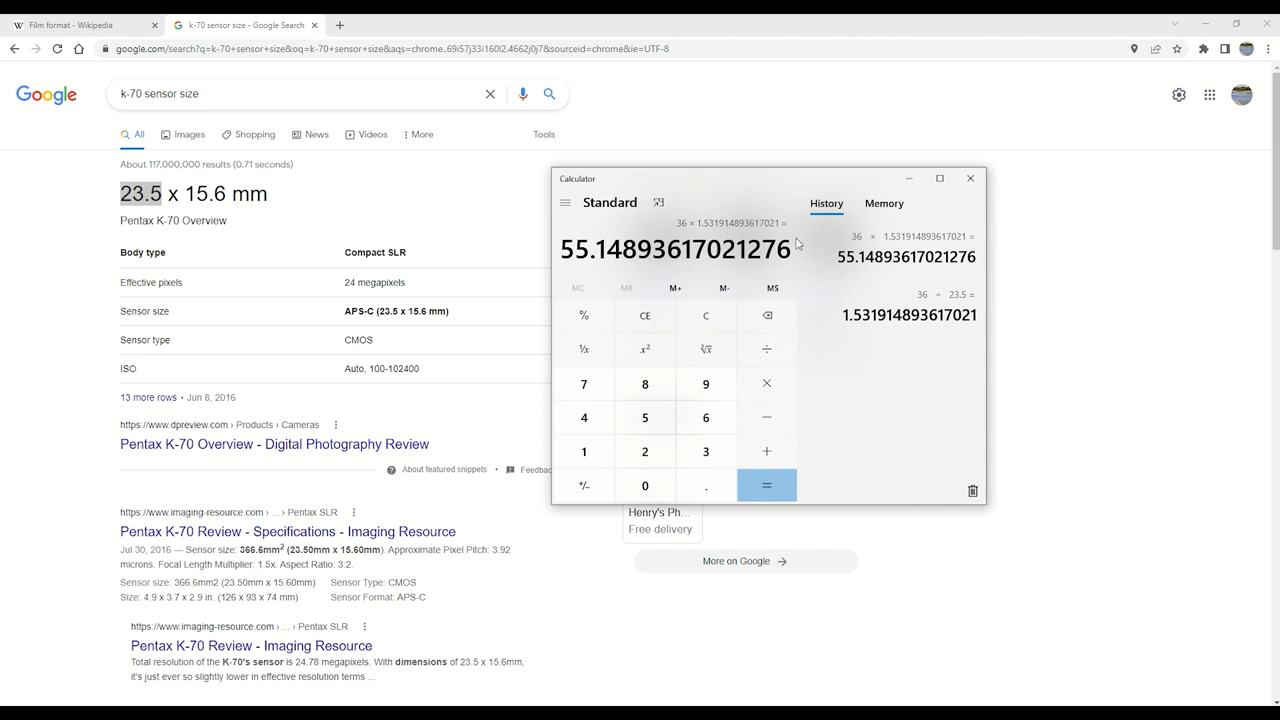 Film format - Wikipedia
k-70 sensor size - Google Search
google.com/search?q=k-70+sensor+size&oq=k-70+sensor+size&aqs=chrome..69i57j33i160l2.4662j0j7&sourceid=chrome&ie=UTF-8
Google
k-70 sensor size
All
Images
Shopping
News
Videos
More
Tools
About 117,000,000 results (0.71 seconds)
23.5 x 15.6 mm
Pentax K-70 Overview
Body type Compact SLR
Effective pixels 24 megapixels
Sensor size APS-C (23.5 x 15.6 mm)
Sensor type CMOS
ISO Auto, 100-102400
13 more rows • Jun 8, 2016
https://www.dpreview.com › Products › Cameras
Pentax K-70 Overview - Digital Photography Review
About featured snippets • Feedbac
https://www.imaging-resource.com › ... › Pentax SLR
Pentax K-70 Review - Specifications - Imaging Resource
Jul 30, 2016 — Sensor size: 366.6mm² (23.50mm x 15.60mm). Approximate Pixel Pitch: 3.92
microns. Focal Length Multiplier: 1.5x. Aspect Ratio: 3:2.
Sensor size: 366.6mm2 (23.50mm x 15.60mm) Sensor Type: CMOS
Size: 4.9 x 3.7 x 2.9 in. (126 x 93 x 74 mm) Sensor Format: APS-C
https://www.imaging-resource.com › ... › Pentax SLR
Pentax K-70 Review - Imaging Resource
Total resolution of the K-70's sensor is 24.78 megapixels. With dimensions of 23.5 x 15.6mm,
it's just ever so slightly lower in effective resolution terms ...
Calculator
Standard
36 × 1.531914893617021 =
55.14893617021276
MC MR M+ M- MS
% CE C ⌫
¹/x x² ²√x ÷
7 8 9 ×
4 5 6 −
1 2 3 +
+/− 0 . =
History Memory
36 × 1.531914893617021 =
55.14893617021276
36 ÷ 23.5 =
1.531914893617021
Henry's Ph...
Free delivery
More on Google →